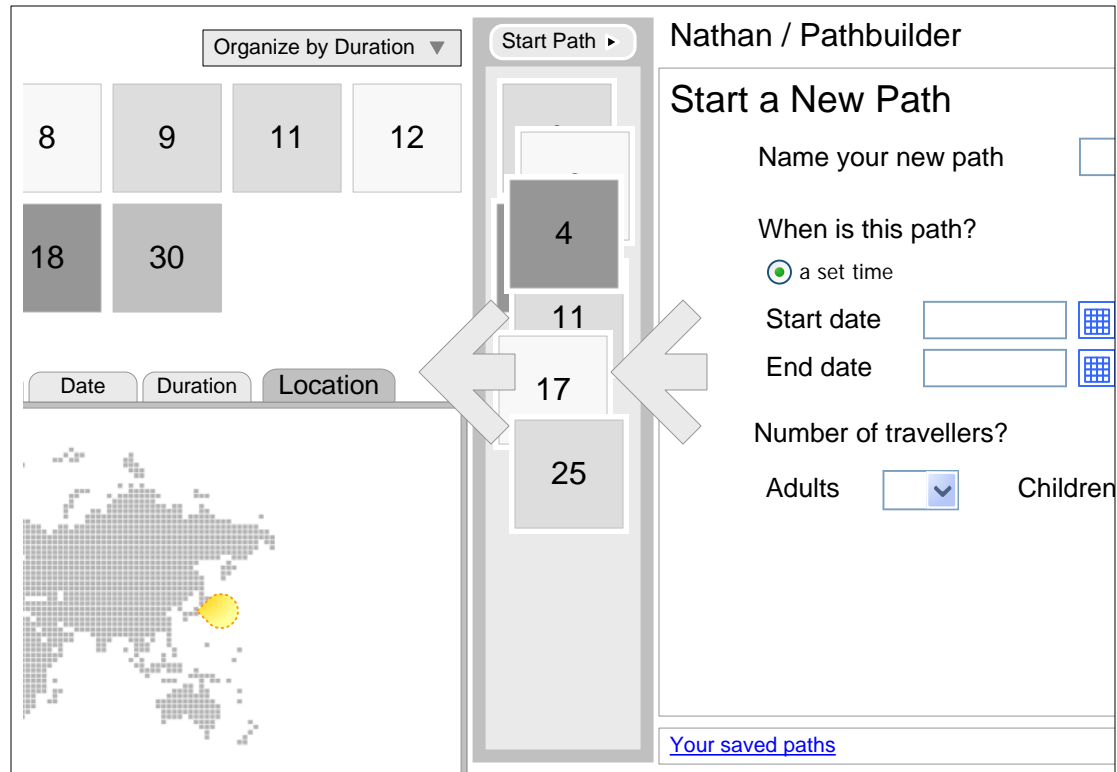 Organize by Duration
8
9
11
12
18
30
Date
Duration
Location
Start Path
4
11
17
25
Nathan / Pathbuilder
Start a New Path
Name your new path
When is this path?
a set time
Start date
End date
Number of travellers?
Adults
Children
Your saved paths